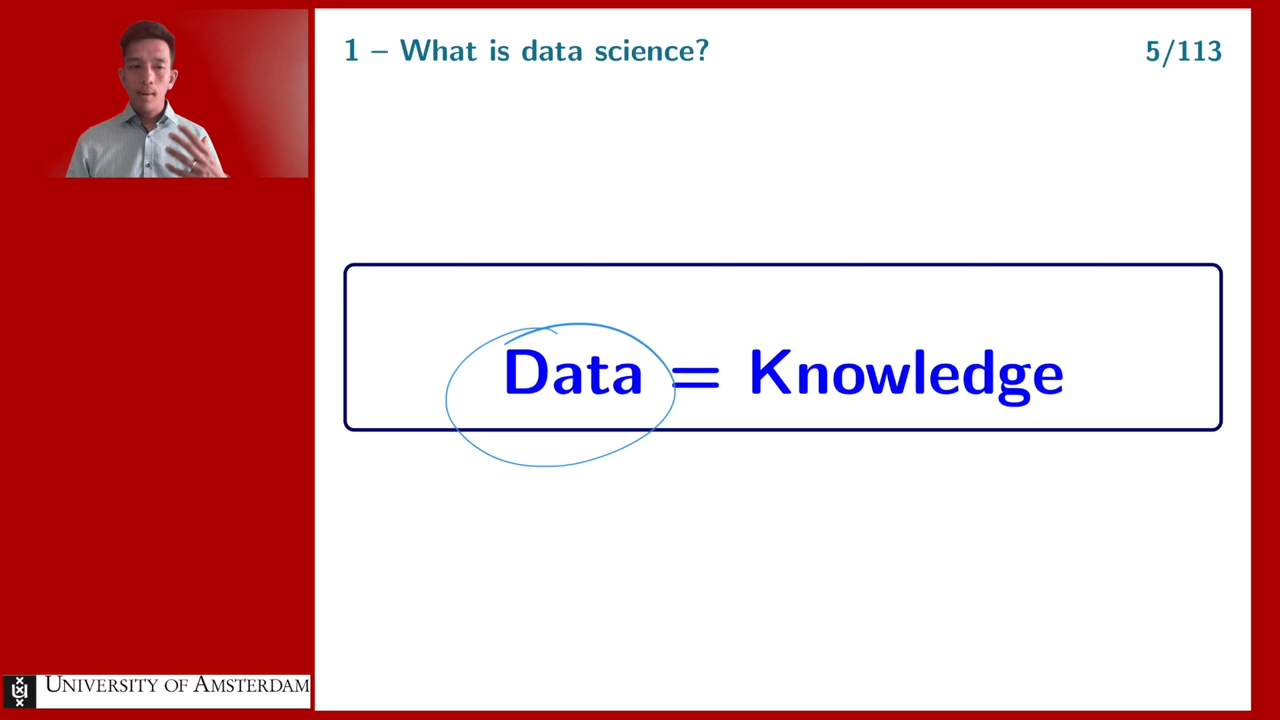 1 – What is data science?
5/113
Data = Knowledge
UNIVERSITY OF AMSTERDAM